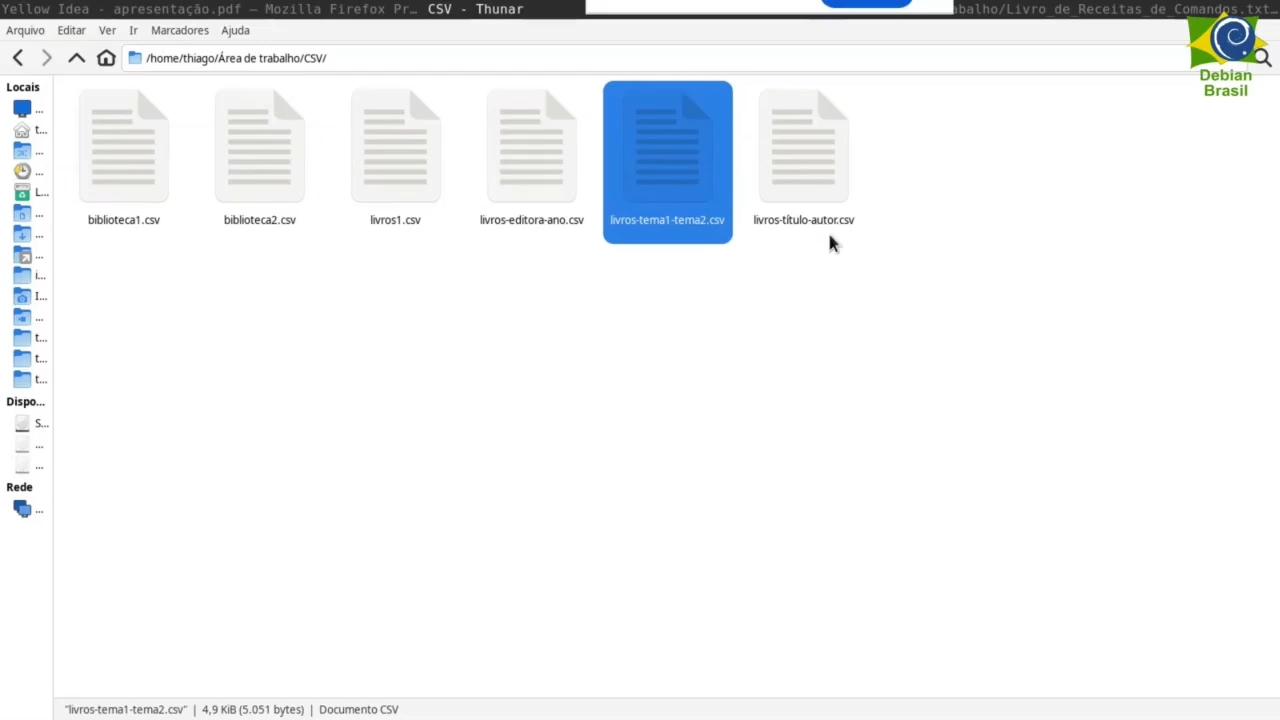 Yellow Idea - apresentação.pdf — Mozilla Firefox Pr… CSV - Thunar abalho/Livro_de_Receitas_de_Comandos.txt…
Arquivo Editar Ver Ir Marcadores Ajuda
/home/thiago/Área de trabalho/CSV/
Debian
Brasil
Locais
...
t...
...
...
L...
...
...
...
i...
I...
...
t...
t...
t...
Dispo...
S...
...
...
Rede
...
biblioteca1.csv biblioteca2.csv livros1.csv livros-editora-ano.csv livros-tema1-tema2.csv livros-título-autor.csv
"livros-tema1-tema2.csv" | 4,9 KiB (5.051 bytes) | Documento CSV